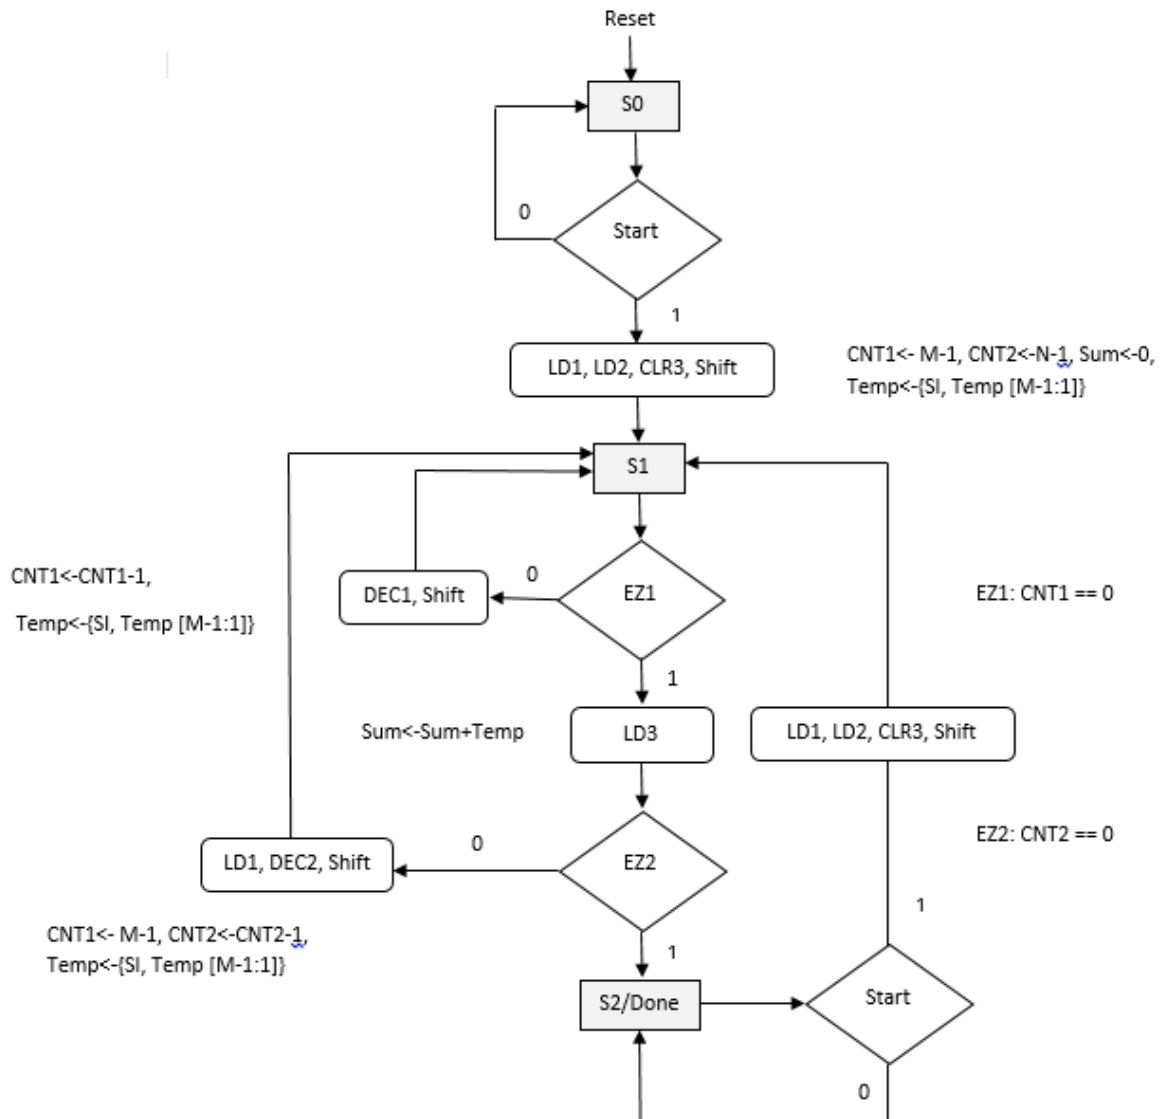 Reset
S0
0
Start
1
LD1, LD2, CLR3, Shift
CNT1<- M-1, CNT2<-N-1, Sum<-0,
Temp<-{SI, Temp [M-1:1]}
S1
CNT1<-CNT1-1,
Temp<-{SI, Temp [M-1:1]}
DEC1, Shift
0
EZ1
EZ1: CNT1 == 0
1
Sum<-Sum+Temp
LD3
LD1, LD2, CLR3, Shift
EZ2: CNT2 == 0
LD1, DEC2, Shift
0
EZ2
CNT1<- M-1, CNT2<-CNT2-1,
Temp<-{SI, Temp [M-1:1]}
1
1
S2/Done
Start
0